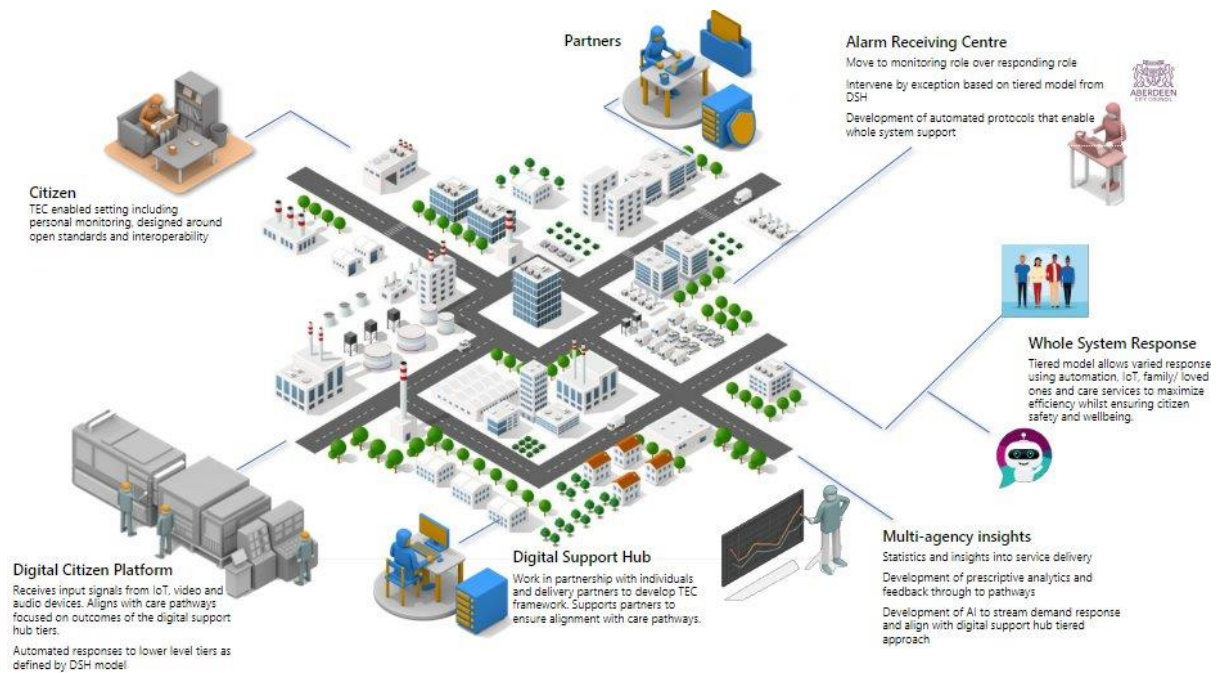 Partners
Alarm Receiving Centre
Move to monitoring role over responding role
Intervene by exception based on tiered model from
DSH
Development of automated protocols that enable
whole system support
ABERDEEN
CITY COUNCIL
Citizen
TEC enabled setting including
personal monitoring, designed around
open standards and interoperability
Whole System Response
Tiered model allows varied response
using automation, IoT, family/ loved
ones and care services to maximize
efficiency whilst ensuring citizen
safety and wellbeing.
Digital Citizen Platform
Receives input signals from IoT, video and
audio devices. Aligns with care pathways
focused on outcomes of the digital support
hub tiers.
Automated responses to lower level tiers as
defined by DSH model
Digital Support Hub
Work in partnership with individuals
and delivery partners to develop TEC
framework. Supports partners to
ensure alignment with care pathways.
Multi-agency insights
Statistics and insights into service delivery
Development of prescriptive analytics and
feedback through to pathways
Development of AI to stream demand response
and align with digital support hub tiered
approach